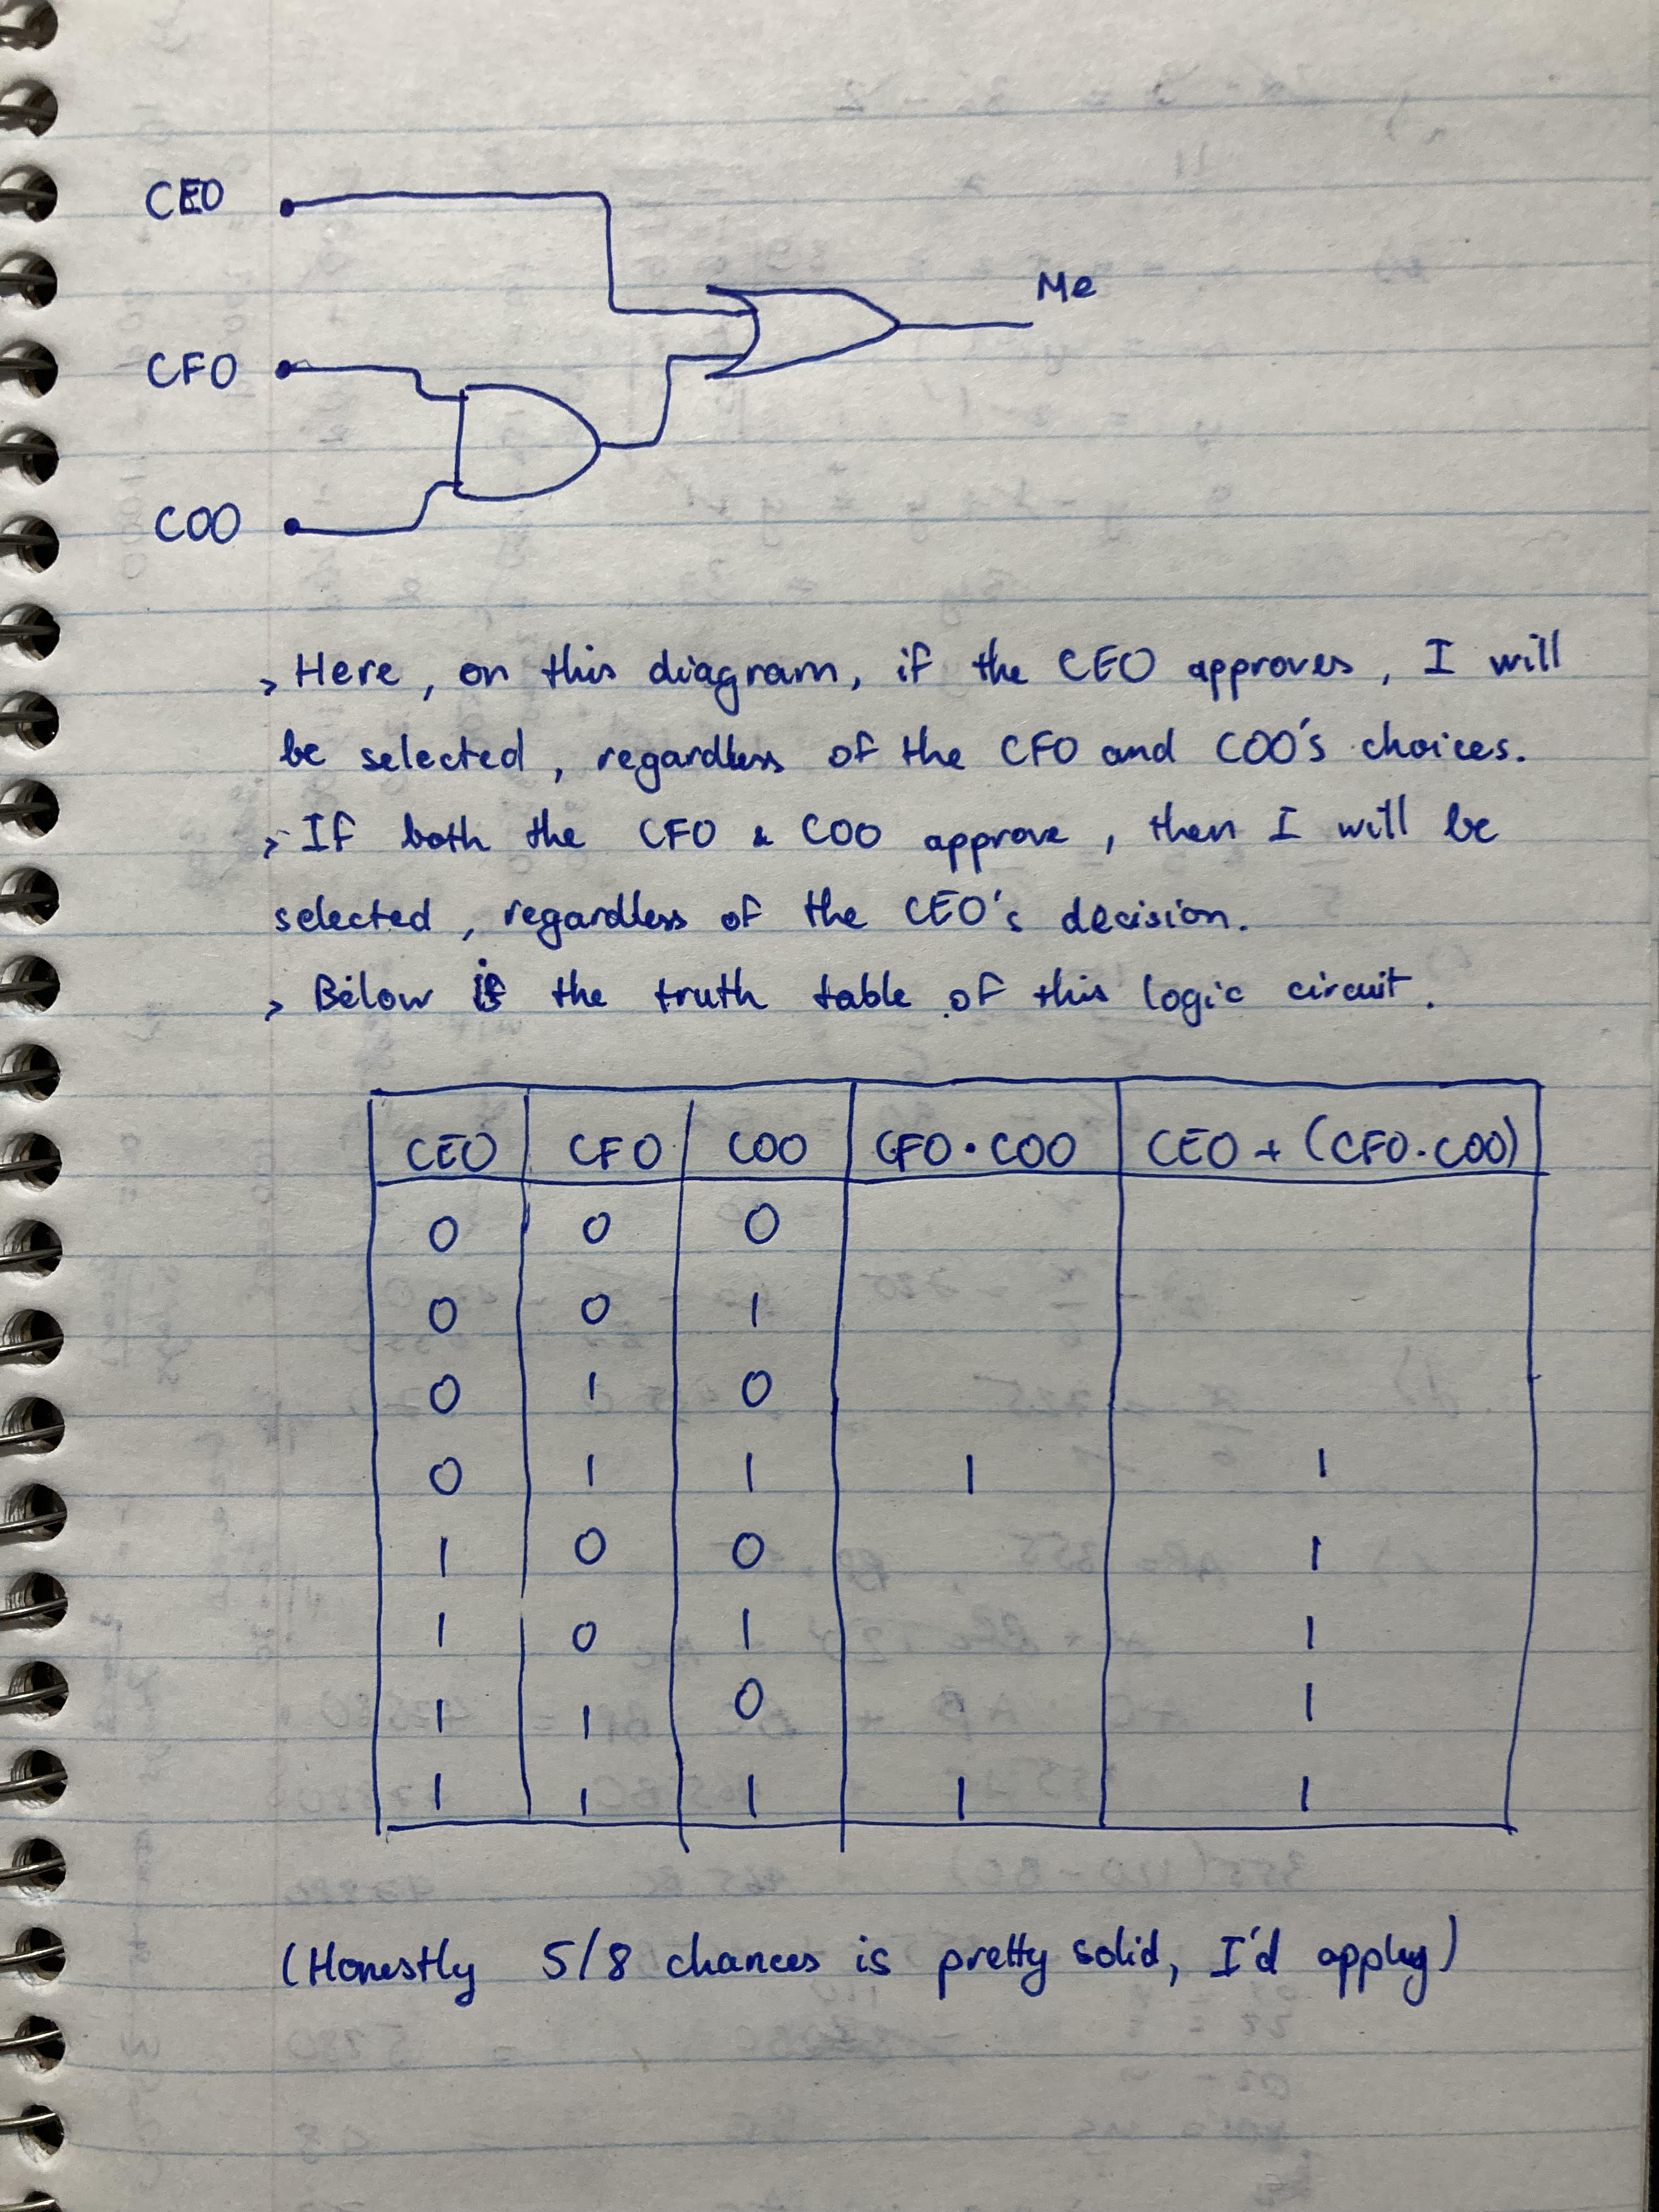 CEO
Me
CFO
COO
> Here, on this diagram, if the CEO approves, I will
be selected, regardless of the CFO and COO's choices.
> If both the CFO & COO approve, then I will be
selected, regardless of the CEO's decision.
> Below is the truth table of this logic circuit.
CEO CFO COO CFO·COO CEO + (CFO·COO)
0 0 0
0 0 1
0 1 0
0 1 1 1 1
1 0 0 1
1 0 1 1
1 1 0 1
1 1 1 1 1
(Honestly 5/8 chances is pretty solid, I'd apply)